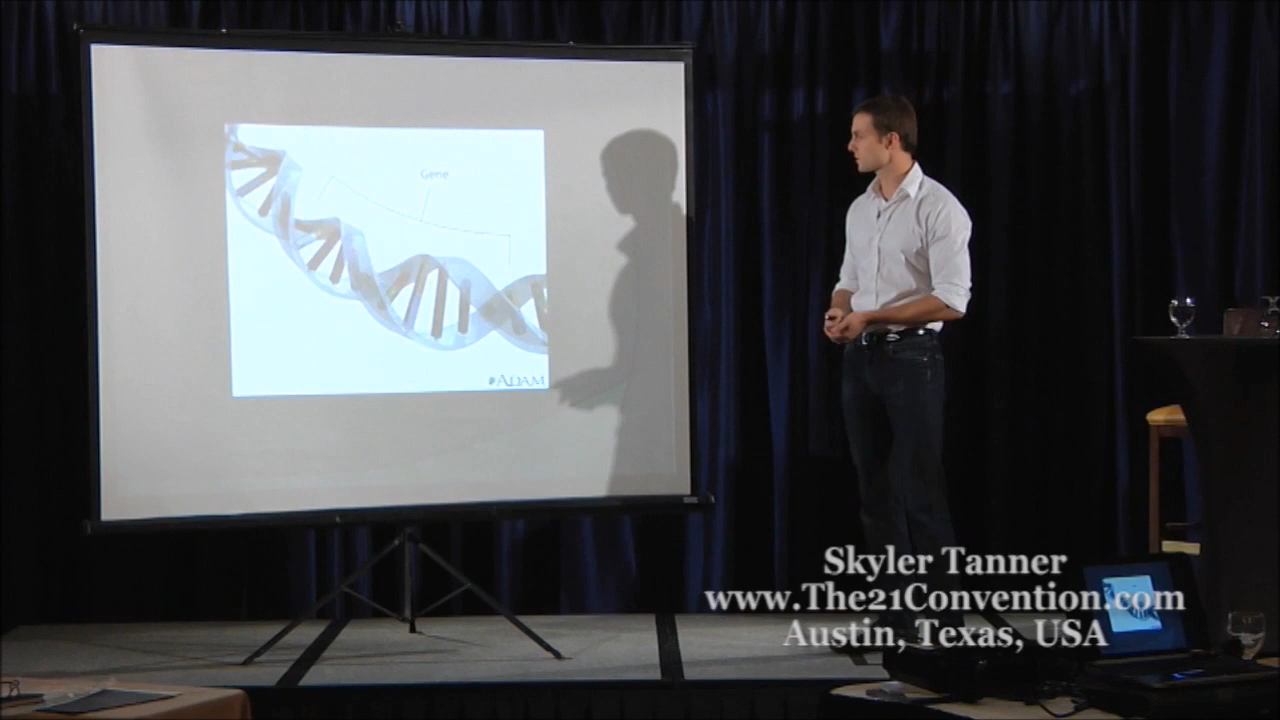 Gene
ADAM
Skyler Tanner
www.The21Convention.com
Austin, Texas, USA